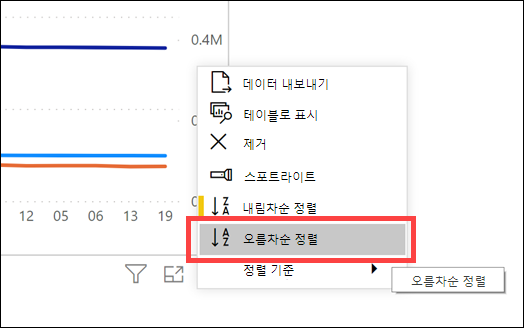 0.4M
데이터 내보내기
테이블로 표시
제거
스포트라이트
내림차순 정렬
오름차순 정렬
정렬 기준
오름차순 정렬
12 05 06 13 19